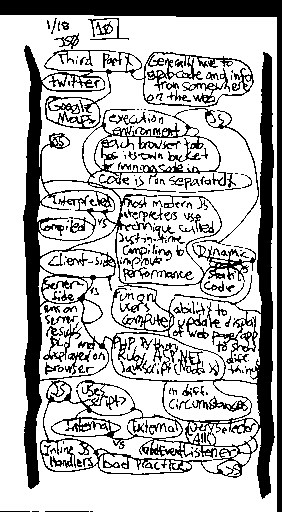 1/18
10
JS
Third Party
Generally have to
grab code and info
from somewhere
on the web
twitter
Google
Maps
JS
execution
environment
JS
each browser tab
has its own bucket
for running code in
code is run separately
Interpreted
vs
Compiled
most modern JS
interpreters use
technique called
just-in-time
compiling to
improve
performance
Dynamic
vs
static
code
Client-side
vs
Server-
side
run on
user's
computer
ability to
update display
of web page/app
to show
diff
things
in diff.
circumstances
runs on
server
results
and
displayed on
browser
PHP, Python,
Ruby, ASP.NET
JavaScript (Node.js)
JS
uses
script>
Internal
vs
External
querySelector
All()
Inline JS
Handlers
bad Practice
addEventListener
JS